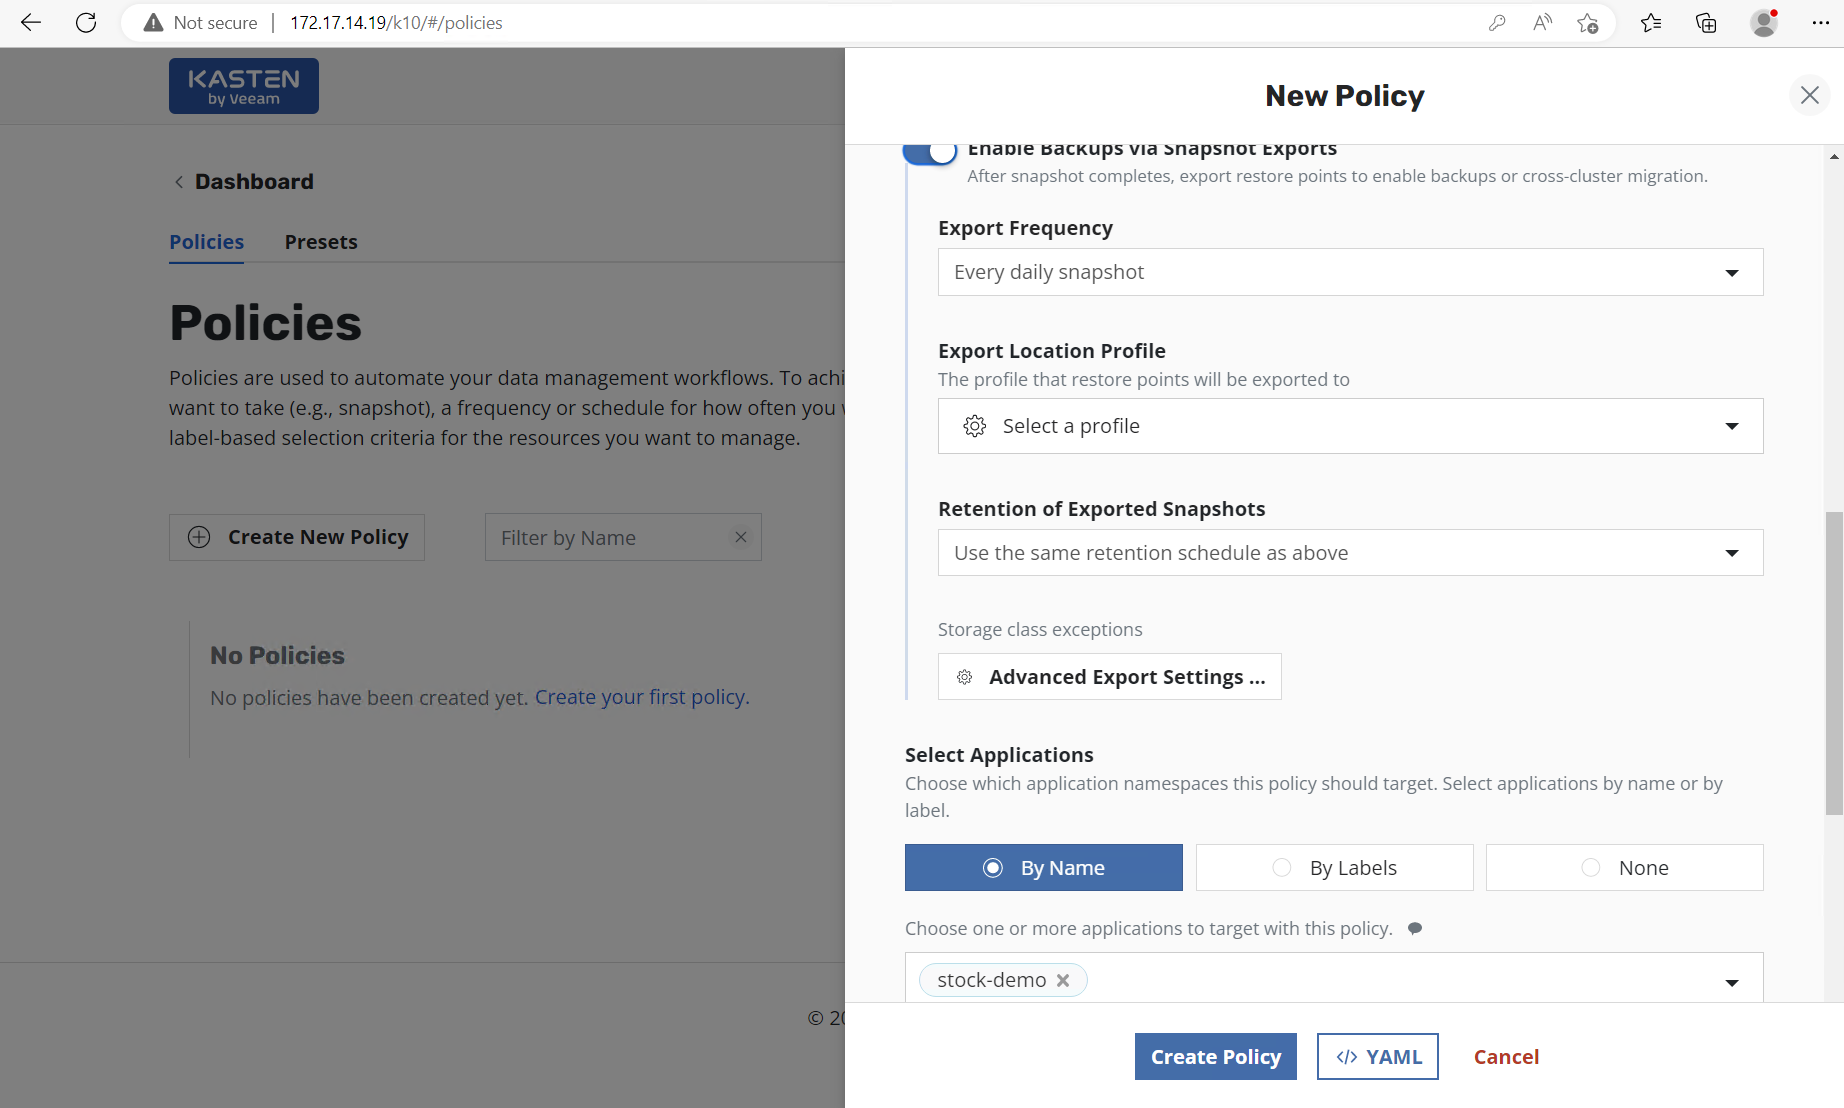 Not secure
172.17.14.19/k10/#/policies
KASTEN
by Veeam
Dashboard
Policies
Presets
Policies
Policies are used to automate your data management workflows. To achi
want to take (e.g., snapshot), a frequency or schedule for how often you
label-based selection criteria for the resources you want to manage.
Create New Policy
Filter by Name
No Policies
No policies have been created yet. Create your first policy.
© 20
New Policy
Enable Backups via Snapshot Exports
After snapshot completes, export restore points to enable backups or cross-cluster migration.
Export Frequency
Every daily snapshot
Export Location Profile
The profile that restore points will be exported to
Select a profile
Retention of Exported Snapshots
Use the same retention schedule as above
Storage class exceptions
Advanced Export Settings ...
Select Applications
Choose which application namespaces this policy should target. Select applications by name or by
label.
By Name
By Labels
None
Choose one or more applications to target with this policy.
stock-demo
Create Policy
</> YAML
Cancel